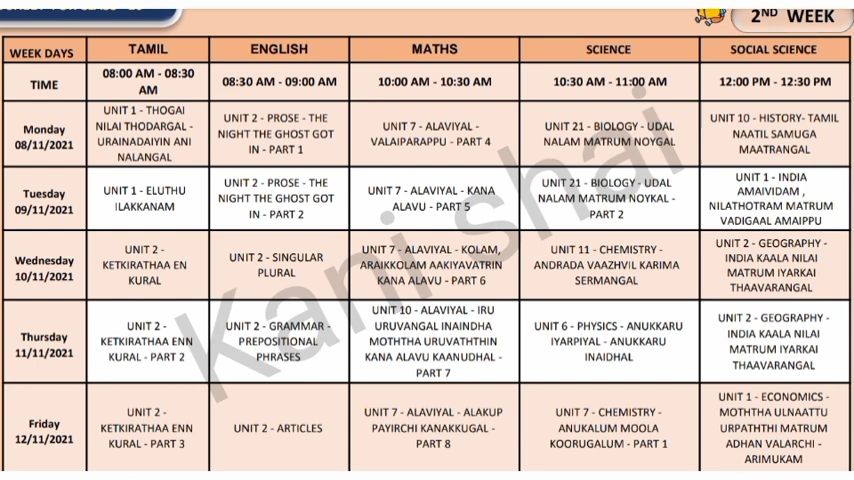 2ND WEEK
WEEK DAYS
TAMIL
ENGLISH
MATHS
SCIENCE
SOCIAL SCIENCE
TIME
08:00 AM - 08:30
AM
08:30 AM - 09:00 AM
10:00 AM - 10:30 AM
10:30 AM - 11:00 AM
12:00 PM - 12:30 PM
Monday
08/11/2021
UNIT 1 - THOGAI
NILAI THODARGAL -
URAINADAIYIN ANI
NALANGAL
UNIT 2 - PROSE - THE
NIGHT THE GHOST GOT
IN - PART 1
UNIT 7 - ALAVIYAL -
VALAIPARAPPU - PART 4
UNIT 21 - BIOLOGY - UDAL
NALAM MATRUM NOYGAL
UNIT 10 - HISTORY- TAMIL
NAATIL SAMUGA
MAATRANGAL
Tuesday
09/11/2021
UNIT 1 - ELUTHU
ILAKKANAM
UNIT 2 - PROSE - THE
NIGHT THE GHOST GOT
IN - PART 2
UNIT 7 - ALAVIYAL - KANA
ALAVU - PART 5
UNIT 21 - BIOLOGY - UDAL
NALAM MATRUM NOYKAL -
PART 2
UNIT 1 - INDIA
AMAIVIDAM ,
NILATHOTRAM MATRUM
VADIGAAL AMAIPPU
Wednesday
10/11/2021
UNIT 2 -
KETKIRATHAA EN
KURAL
UNIT 2 - SINGULAR
PLURAL
UNIT 7 - ALAVIYAL - KOLAM,
ARAIKKOLAM AAKIYAVATRIN
KANA ALAVU - PART 6
UNIT 11 - CHEMISTRY -
ANDRADA VAAZHVIL KARIMA
SERMANGAL
UNIT 2 - GEOGRAPHY -
INDIA KAALA NILAI
MATRUM IYARKAI
THAAVARANGAL
Thursday
11/11/2021
UNIT 2 -
KETKIRATHAA ENN
KURAL - PART 2
UNIT 2 - GRAMMAR -
PREPOSITIONAL
PHRASES
UNIT 10 - ALAVIYAL - IRU
URUVANGAL INAINDHA
MOTHTHA URUVATHTHIN
KANA ALAVU KAANUDHAL -
PART 7
UNIT 6 - PHYSICS - ANUKKARU
IYARPIYAL - ANUKKARU
INAIDHAL
UNIT 2 - GEOGRAPHY -
INDIA KAALA NILAI
MATRUM IYARKAI
THAAVARANGAL
Friday
12/11/2021
UNIT 2 -
KETKIRATHAA ENN
KURAL - PART 3
UNIT 2 - ARTICLES
UNIT 7 - ALAVIYAL - ALAKUP
PAYIRCHI KANAKKUGAL -
PART 8
UNIT 7 - CHEMISTRY -
ANUKALUM MOOLA
KOORUGALUM - PART 1
UNIT 1 - ECONOMICS -
MOTHTHA ULNAATTU
URPATHTHI MATRUM
ADHAN VALARCHI -
ARIMUKAM
Kani shai